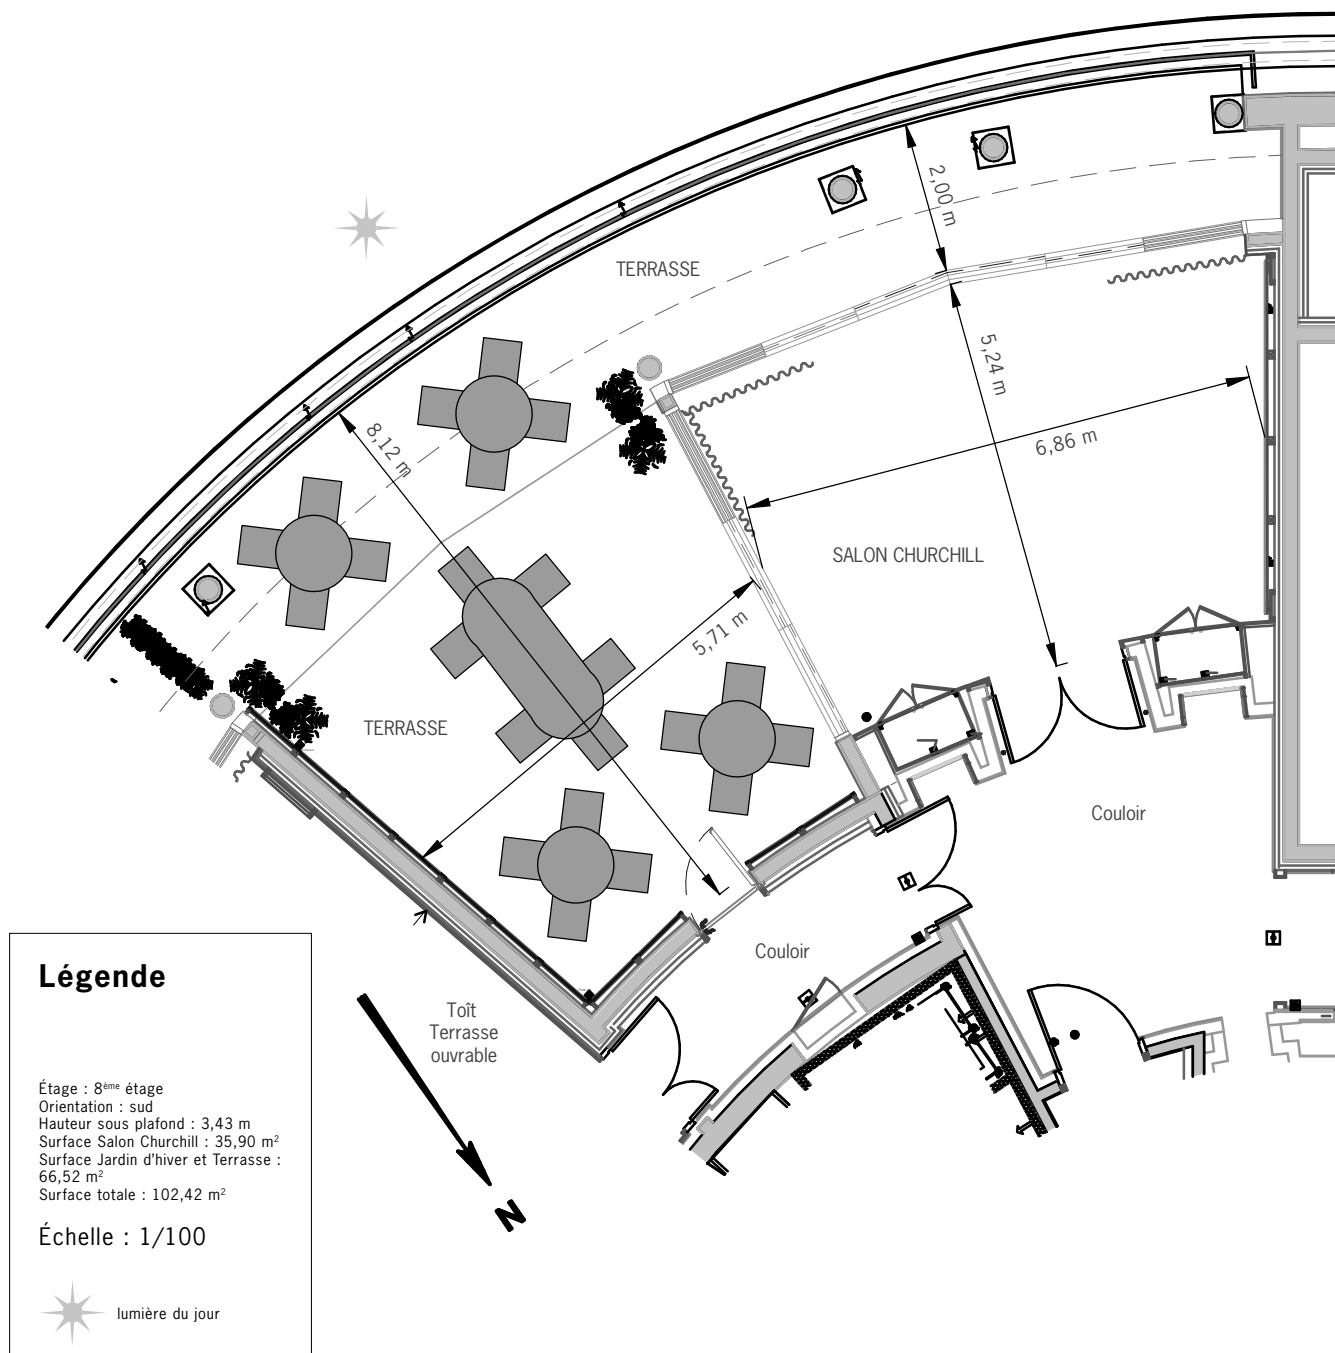 TERRASSE
2,00 m
5,24 m
8,12 m
6,86 m
SALON CHURCHILL
5,71 m
TERRASSE
Couloir
Couloir
Toît
Terrasse
ouvrable
N
Légende
Étage : 8ème étage
Orientation : sud
Hauteur sous plafond : 3,43 m
Surface Salon Churchill : 35,90 m²
Surface Jardin d'hiver et Terrasse :
66,52 m²
Surface totale : 102,42 m²
Échelle : 1/100
lumière du jour